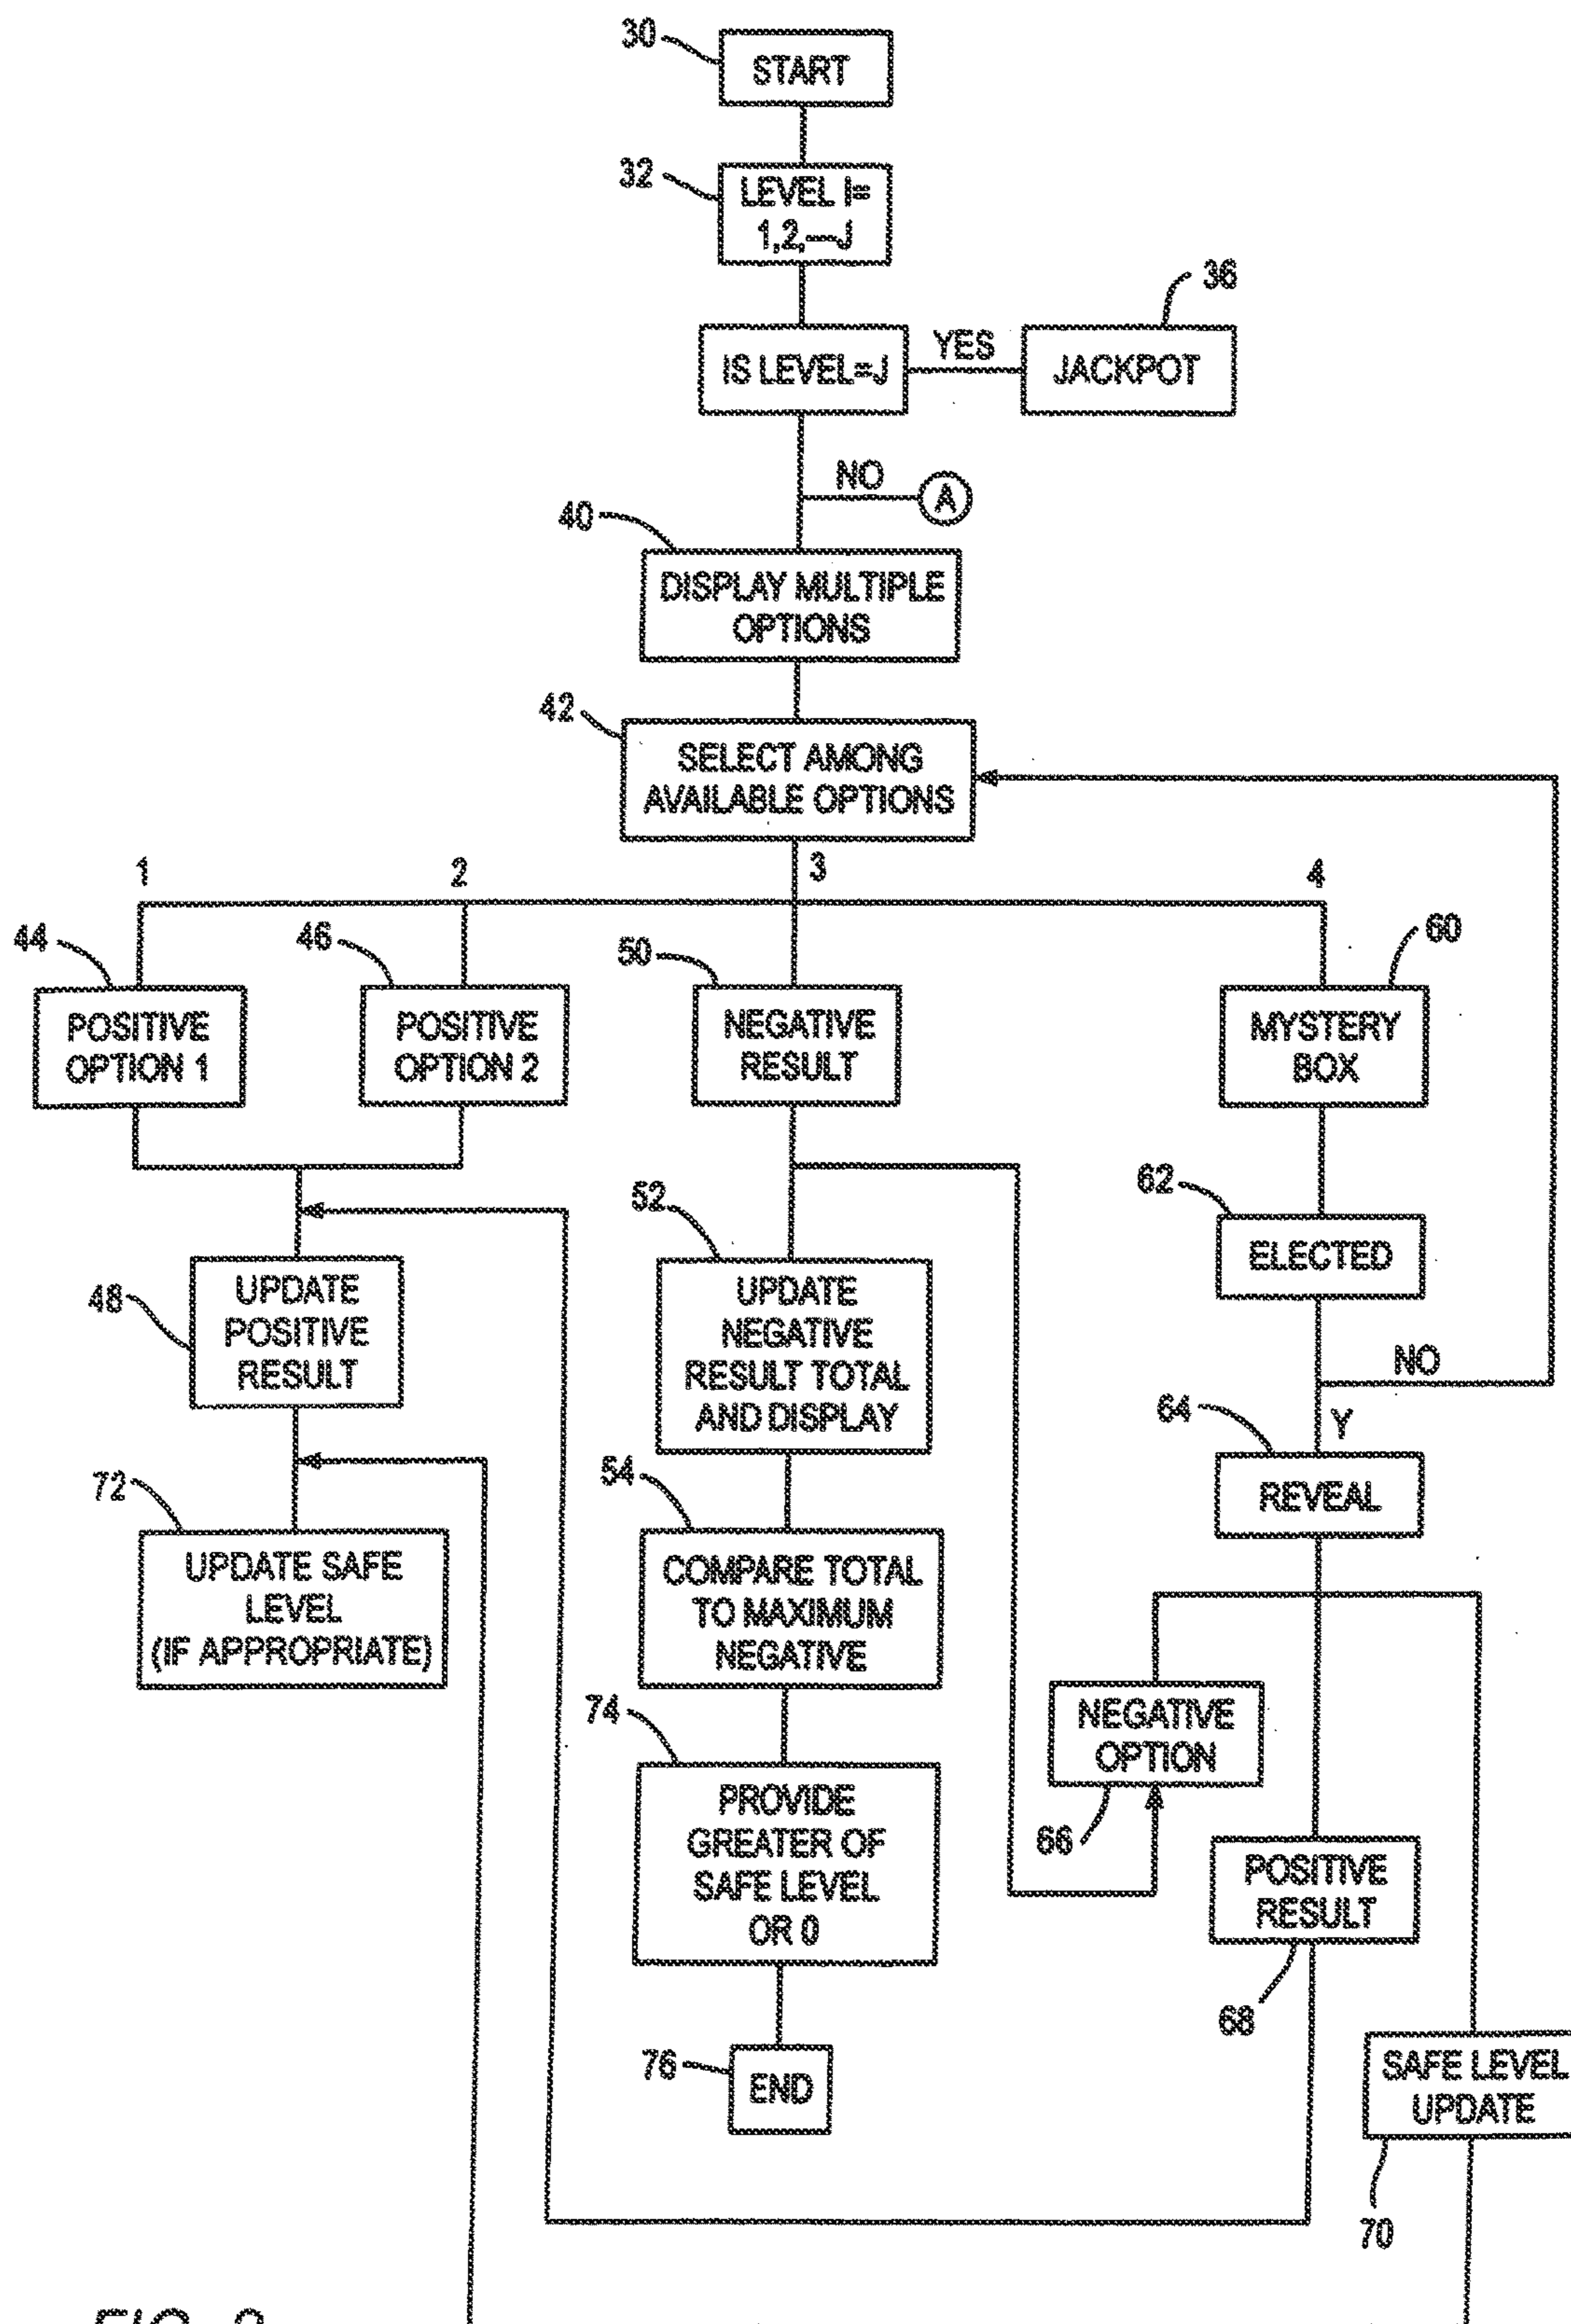 30
START
32
LEVEL I=
1,2,---J
36
IS LEVEL=J
YES
JACKPOT
NO
A
40
DISPLAY MULTIPLE
OPTIONS
42
SELECT AMONG
AVAILABLE OPTIONS
1
2
3
4
44
46
50
60
POSITIVE
OPTION 1
POSITIVE
OPTION 2
NEGATIVE
RESULT
MYSTERY
BOX
52
62
ELECTED
48
UPDATE
POSITIVE
RESULT
UPDATE
NEGATIVE
RESULT TOTAL
AND DISPLAY
NO
64
Y
REVEAL
72
UPDATE SAFE
LEVEL
(IF APPROPRIATE)
54
COMPARE TOTAL
TO MAXIMUM
NEGATIVE
74
PROVIDE
GREATER OF
SAFE LEVEL
OR 0
NEGATIVE
OPTION
66
POSITIVE
RESULT
68
76
END
SAFE LEVEL
UPDATE
70